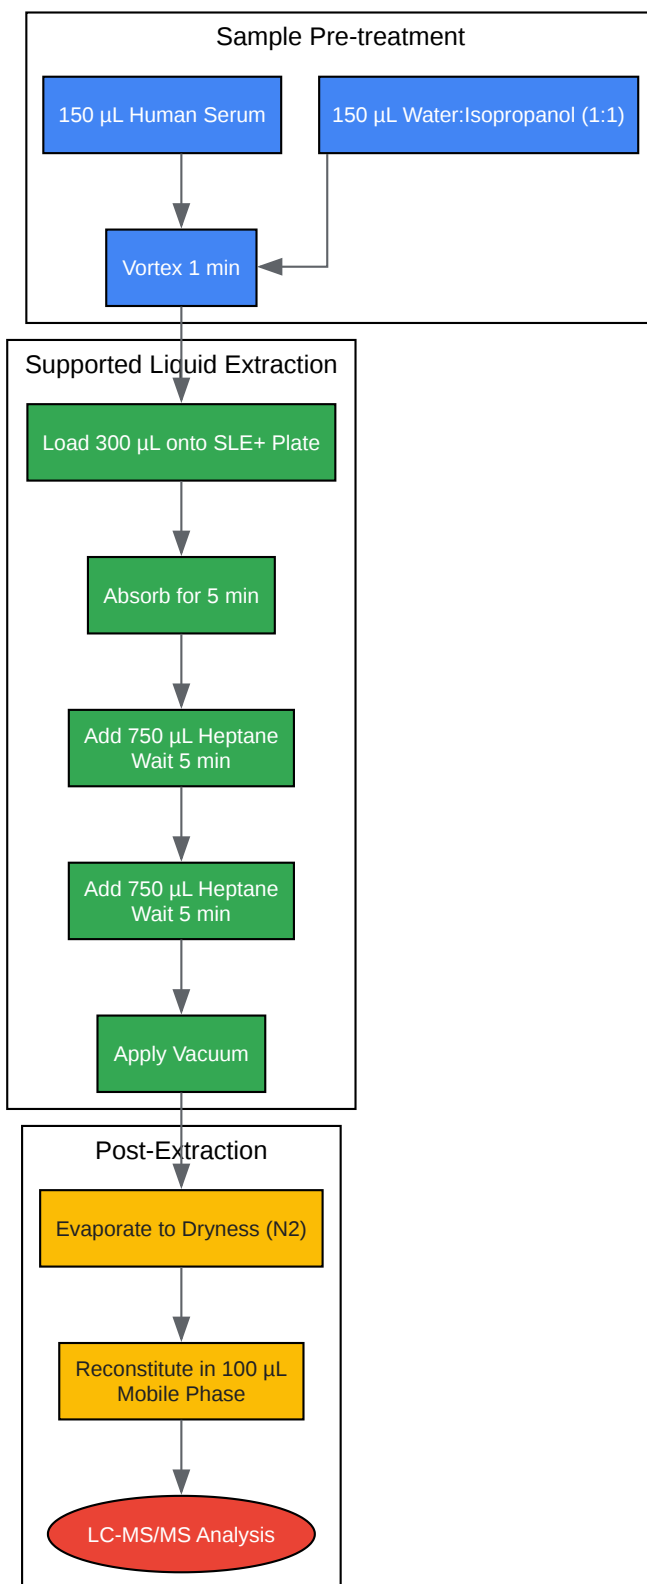 Sample Pre-treatment
150 µL Human Serum
150 µL Water:Isopropanol (1:1)
Vortex 1 min
Supported Liquid Extraction
Load 300 µL onto SLE+ Plate
Absorb for 5 min
Add 750 µL Heptane
Wait 5 min
Add 750 µL Heptane
Wait 5 min
Apply Vacuum
Post-Extraction
Evaporate to Dryness (N2)
Reconstitute in 100 µL
Mobile Phase
LC-MS/MS Analysis